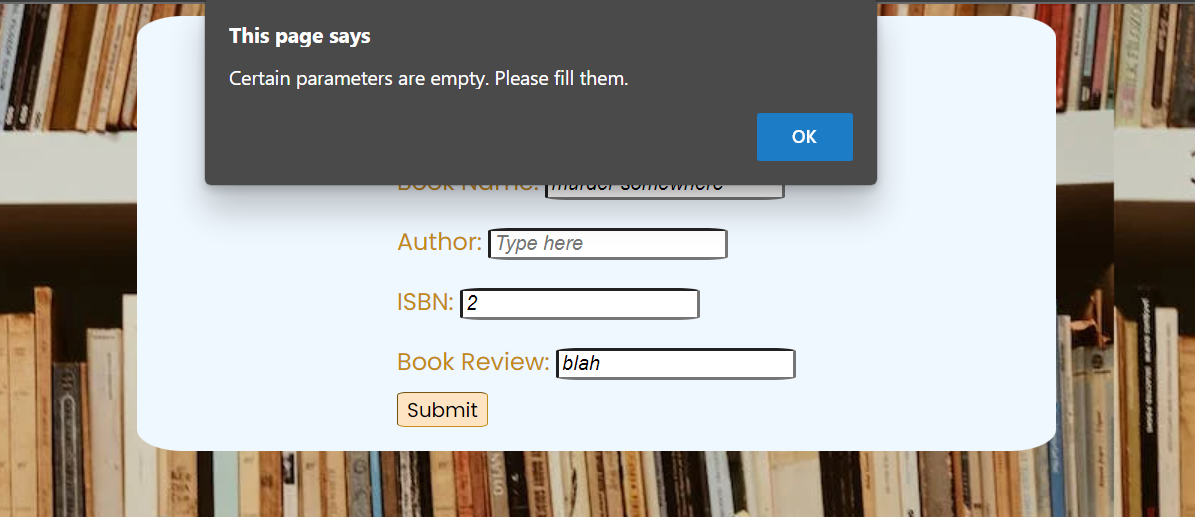 This page says
Certain parameters are empty. Please fill them.
OK
Book Name: murder somewhere
Author: Type here
ISBN: 2
Book Review: blah
Submit